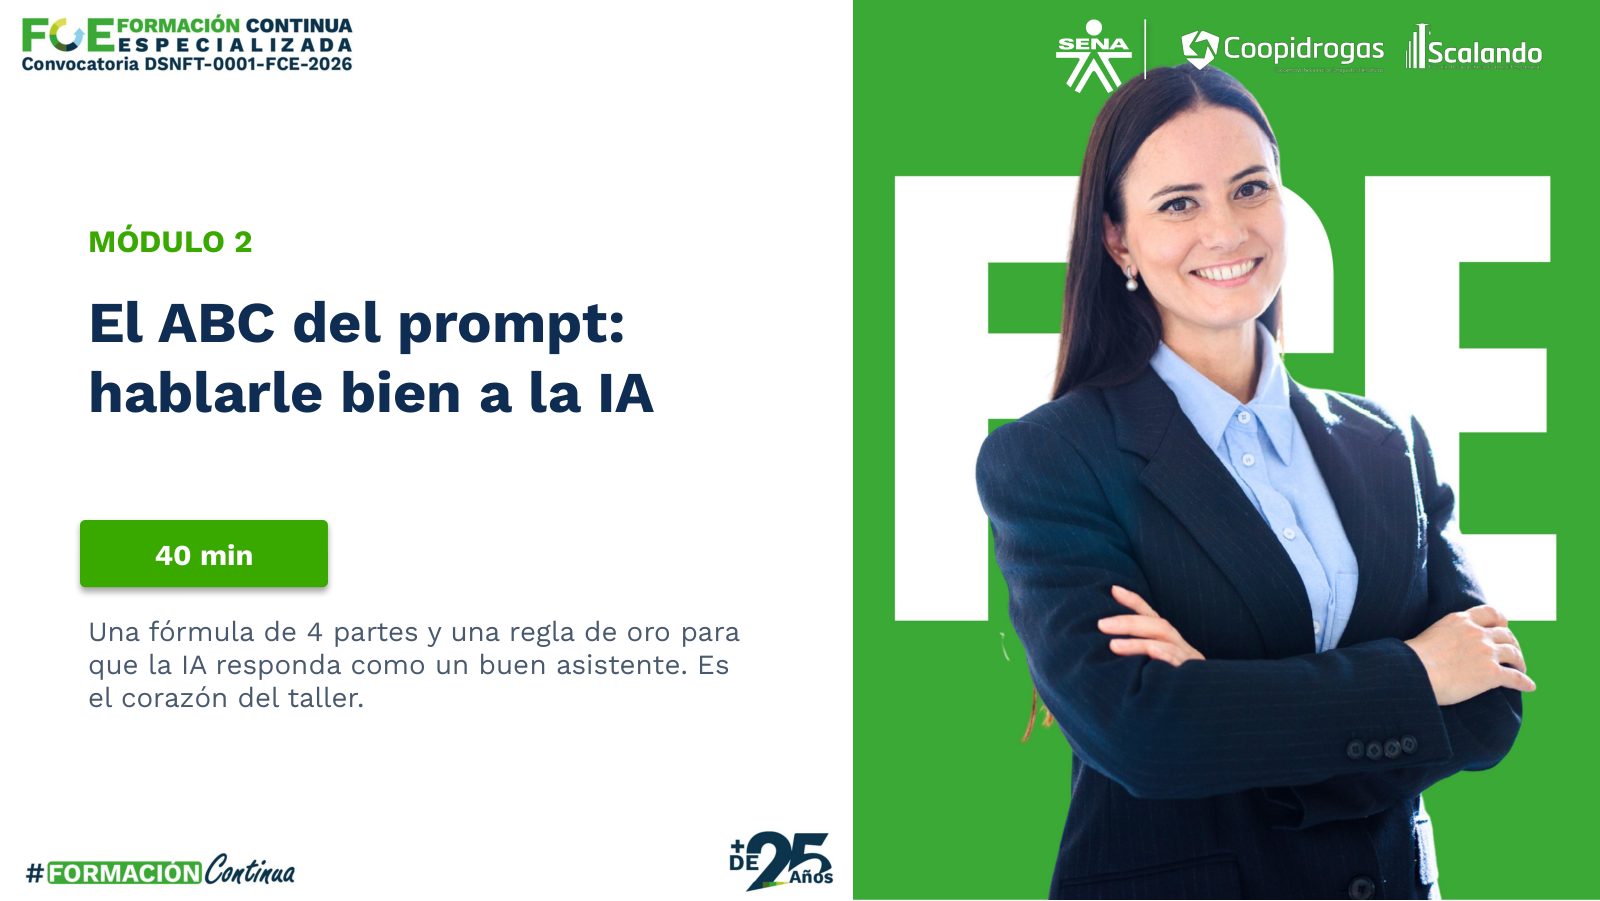 FCE FORMACIÓN CONTINUA
ESPECIALIZADA
Convocatoria DSNFT-0001-FCE-2026
SENA
Coopidrogas
Scalando
FCE
MÓDULO 2
El ABC del prompt:
hablarle bien a la IA
40 min
Una fórmula de 4 partes y una regla de oro para
que la IA responda como un buen asistente. Es
el corazón del taller.
#FORMACIÓN Continua
+ DE 25 Años